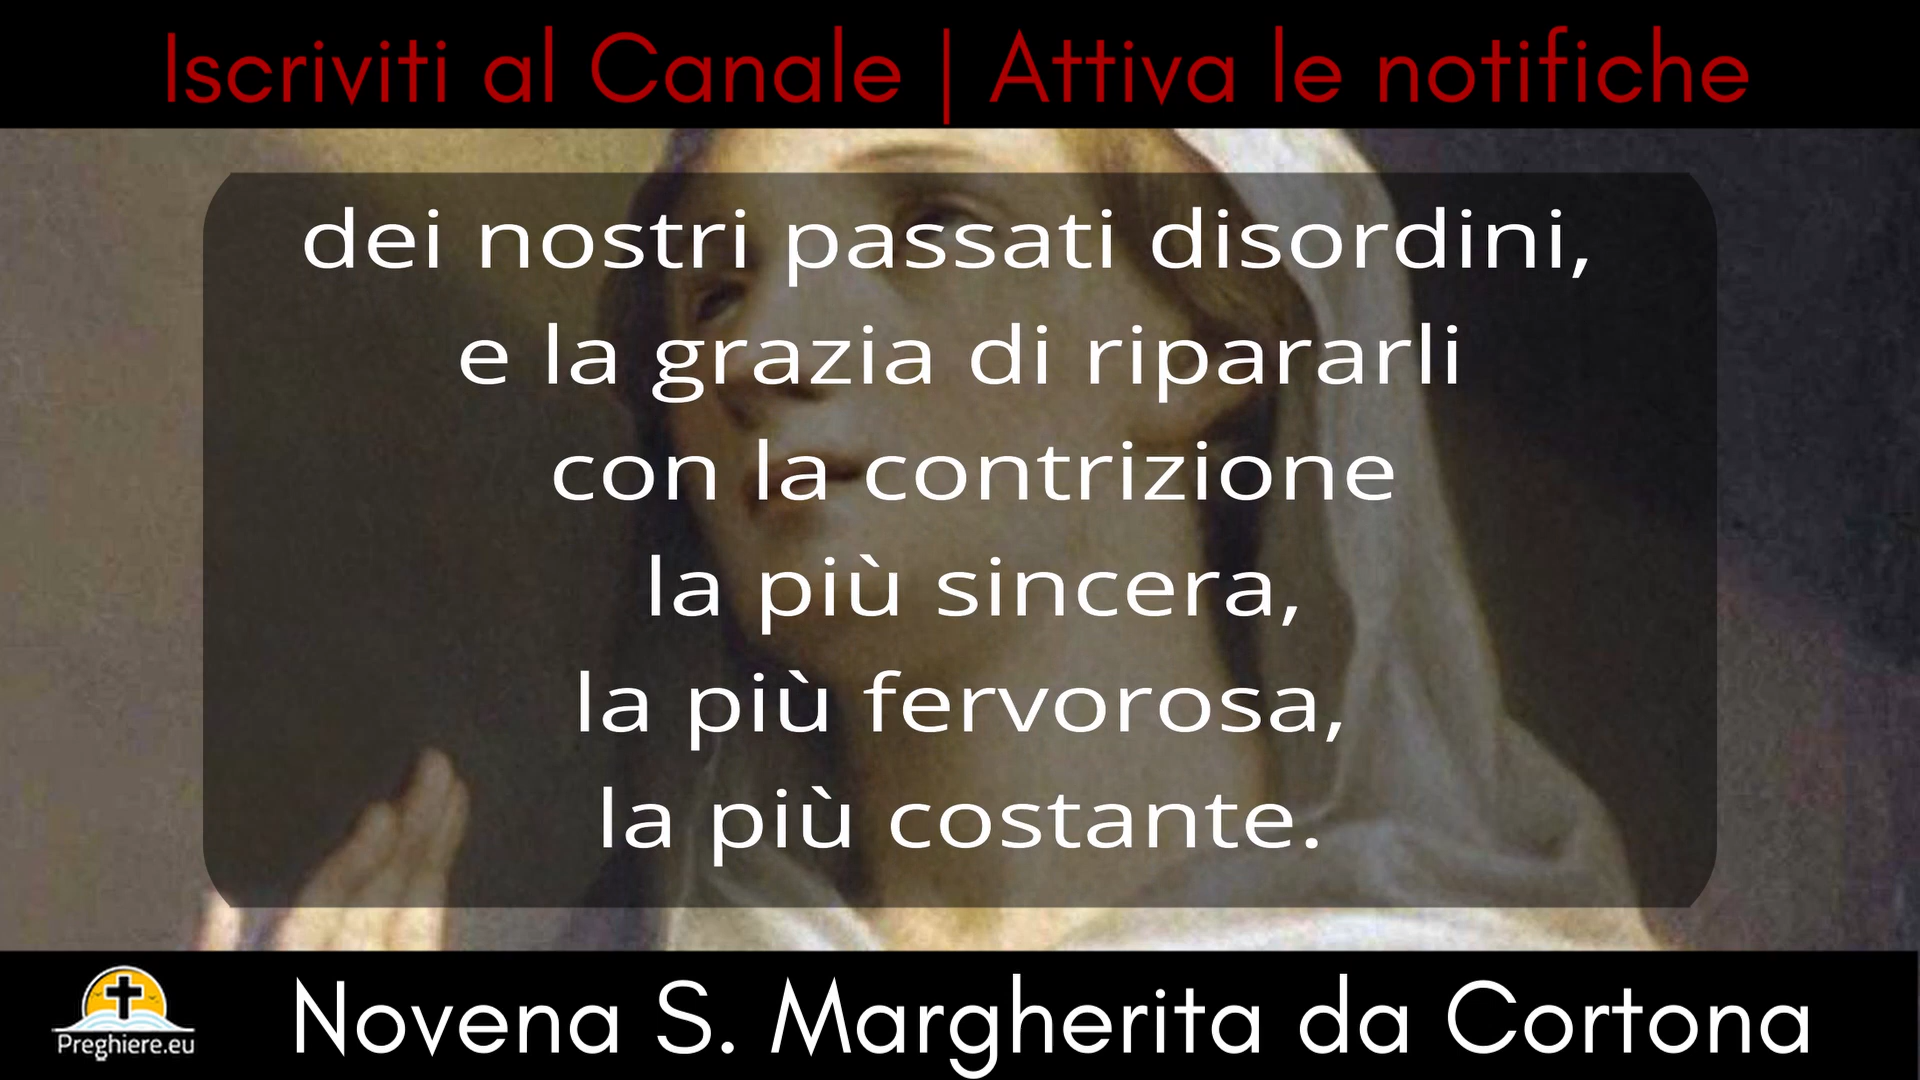 Iscriviti al Canale | Attiva le notifiche
dei nostri passati disordini,
e la grazia di ripararli
con la contrizione
la più sincera,
la più fervorosa,
la più costante.
Preghiere.eu
Novena S. Margherita da Cortona